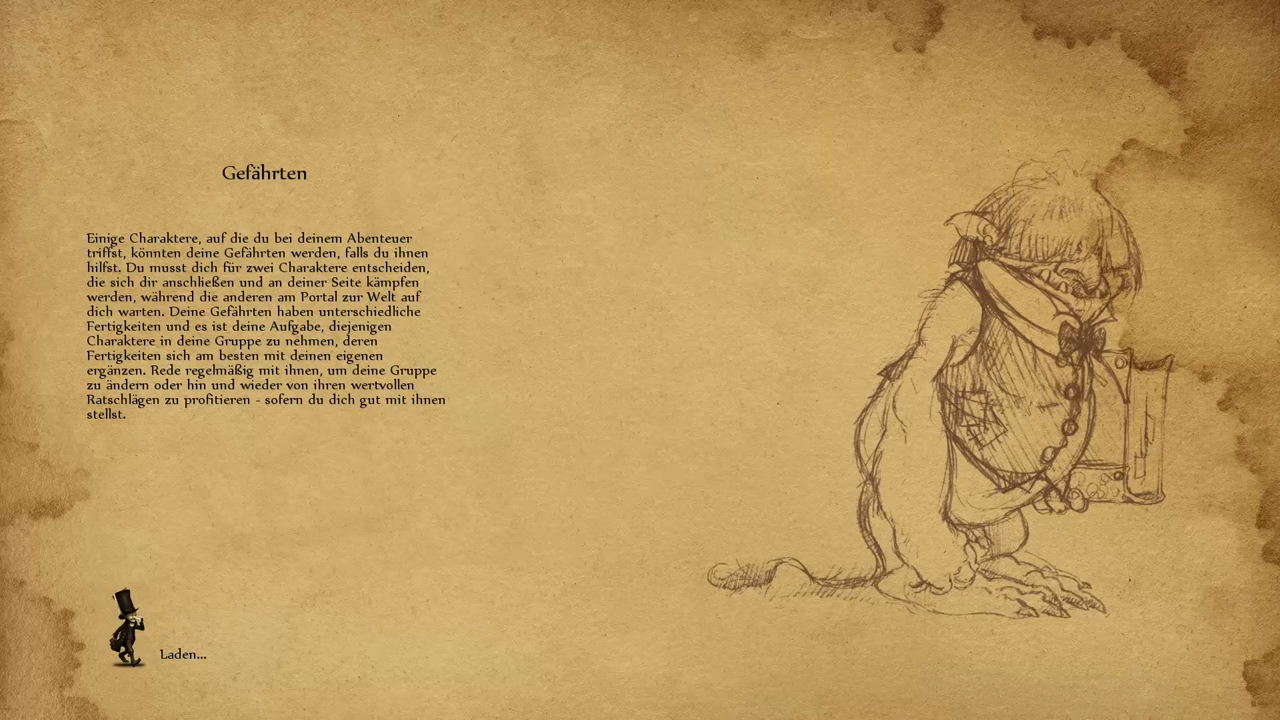 Gefährten
Einige Charaktere, auf die du bei deinem Abenteuer
triffst, könnten deine Gefährten werden, falls du ihnen
hilfst. Du musst dich für zwei Charaktere entscheiden,
die sich dir anschließen und an deiner Seite kämpfen
werden, während die anderen am Portal zur Welt auf
dich warten. Deine Gefährten haben unterschiedliche
Fertigkeiten und es ist deine Aufgabe, diejenigen
Charaktere in deine Gruppe zu nehmen, deren
Fertigkeiten sich am besten mit deinen eigenen
ergänzen. Rede regelmäßig mit ihnen, um deine Gruppe
zu ändern oder hin und wieder von ihren wertvollen
Ratschlägen zu profitieren - sofern du dich gut mit ihnen
stellst.
Laden...